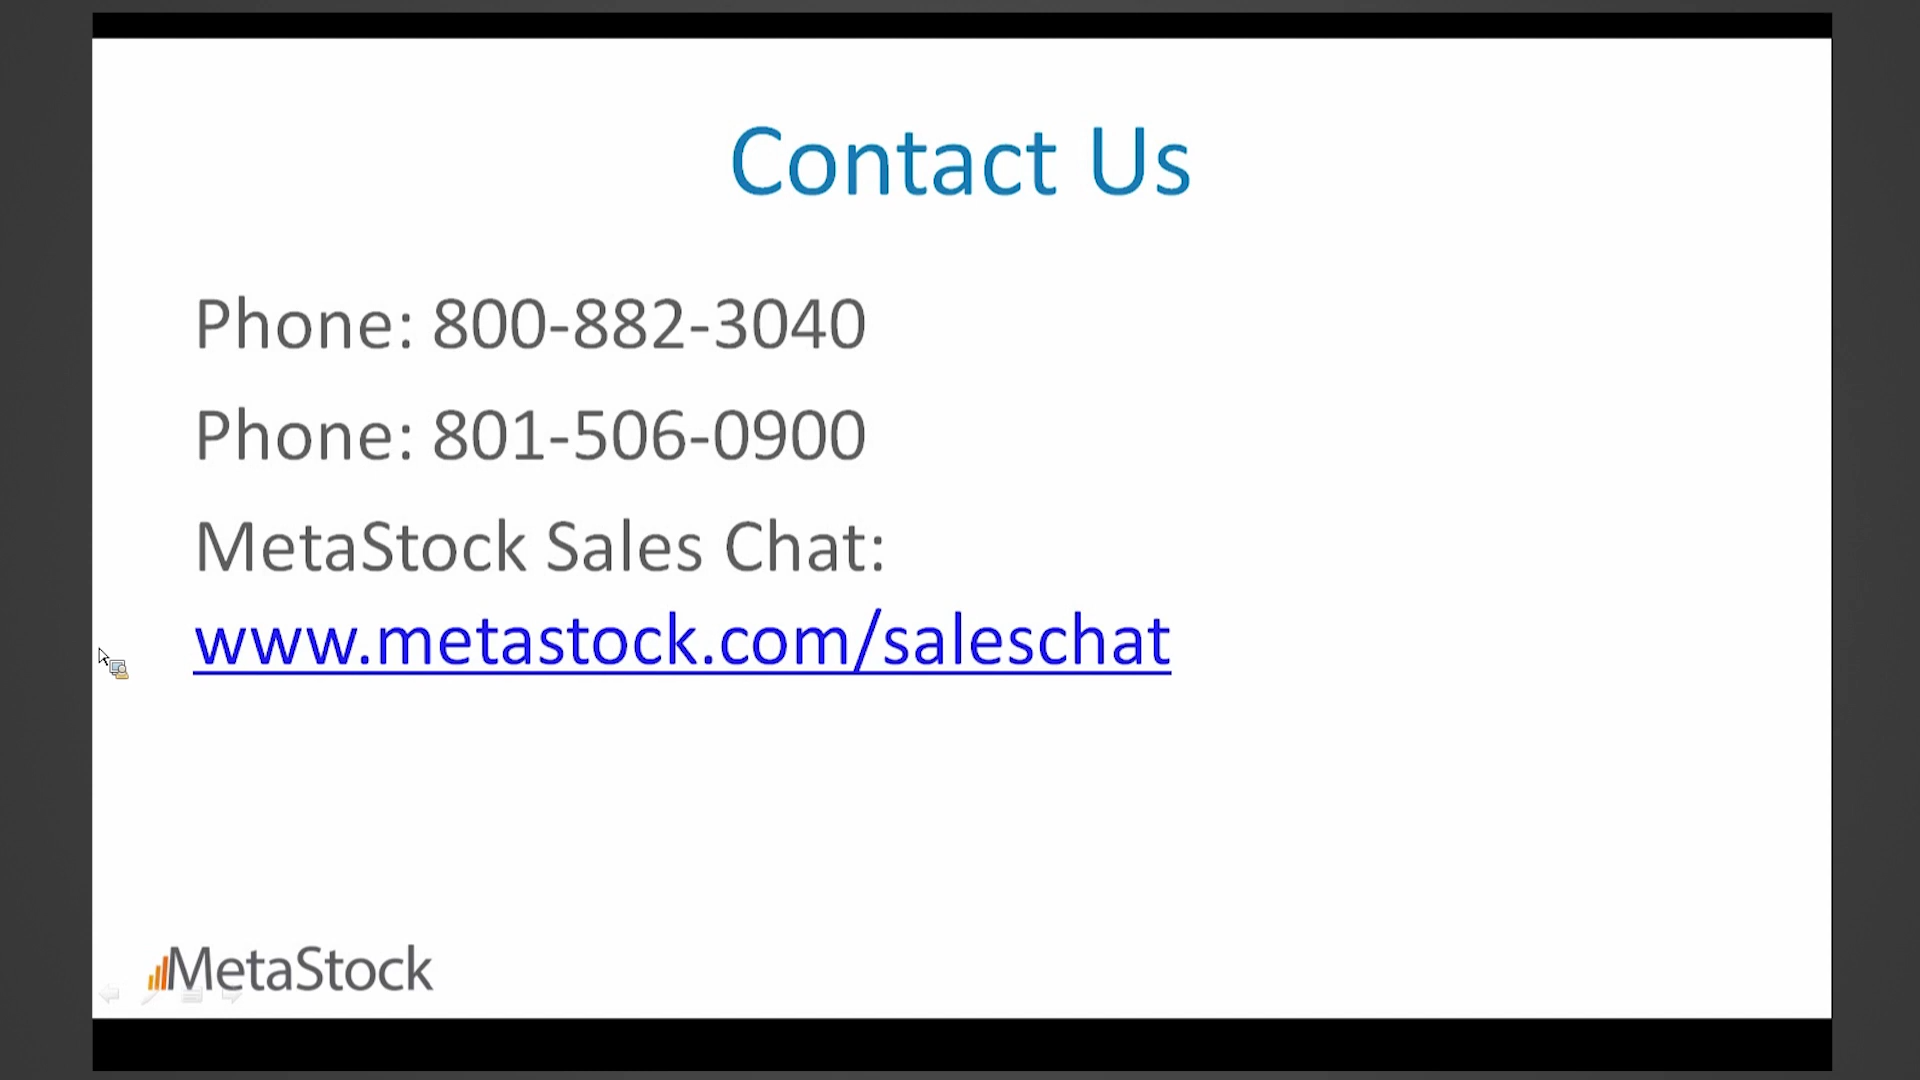 Contact Us
Phone: 800-882-3040
Phone: 801-506-0900
MetaStock Sales Chat:
www.metastock.com/saleschat
MetaStock